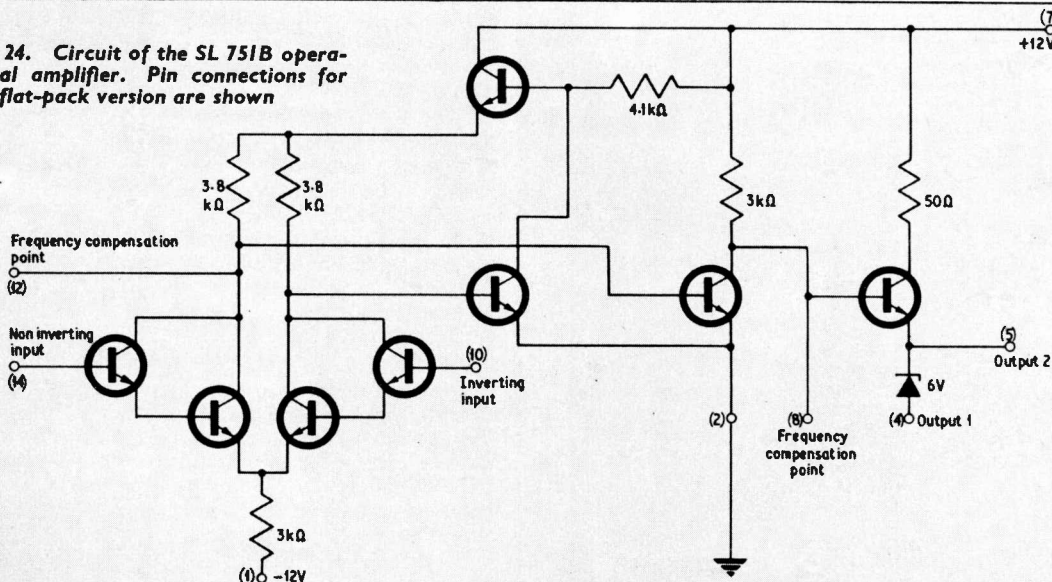 24. Circuit of the SL 751B opera-
al amplifier. Pin connections for
flat-pack version are shown
(7)
+12V
4.1kΩ
3.8
kΩ
3.8
kΩ
3kΩ
50Ω
Frequency compensation
point
(12)
Non inverting
input
(14)
(10)
Inverting
input
(5)
Output 2
6V
(2)
(8)
Frequency
compensation
point
(4) Output 1
3kΩ
(1) -12V